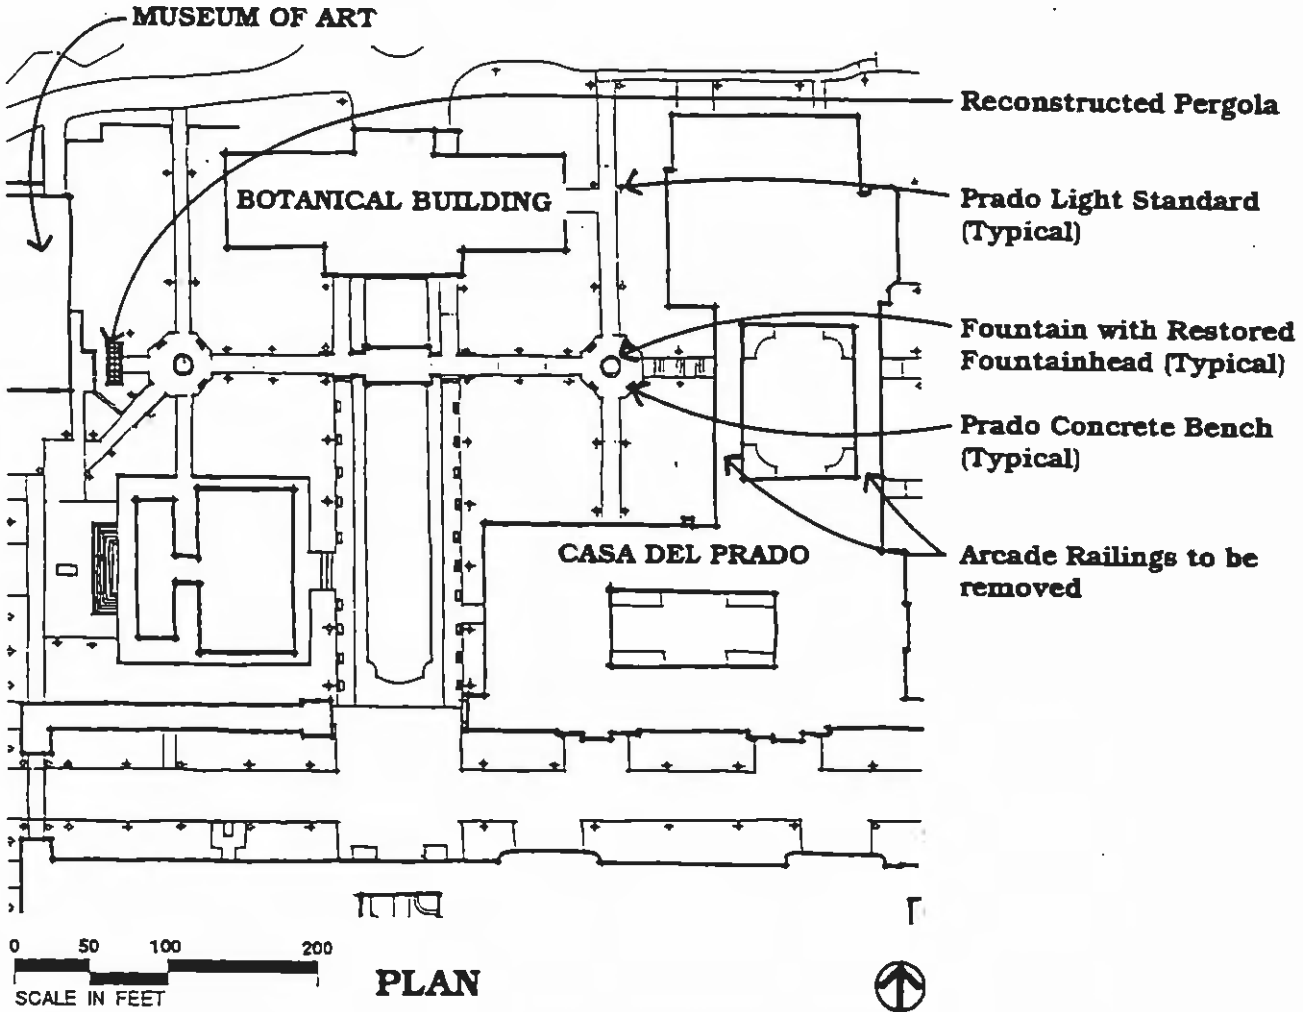 MUSEUM OF ART
Reconstructed Pergola
BOTANICAL BUILDING
Prado Light Standard
(Typical)
Fountain with Restored
Fountainhead (Typical)
Prado Concrete Bench
(Typical)
CASA DEL PRADO
Arcade Railings to be
removed
0 50 100 200
SCALE IN FEET
PLAN